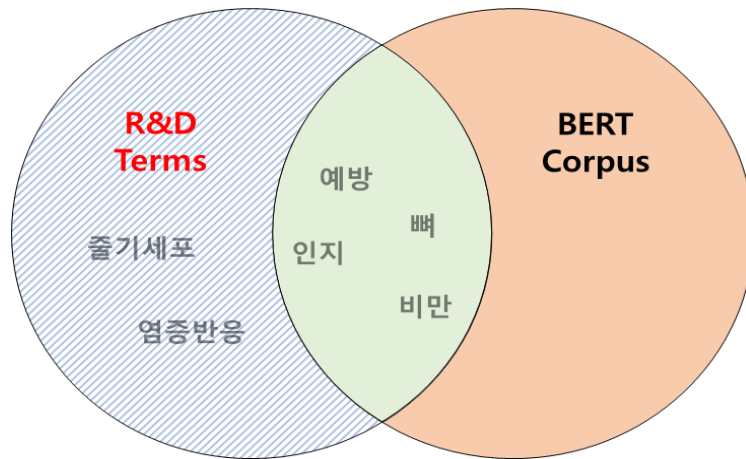 R&D
Terms
줄기세포
염증반응
예방
뼈
인지
비만
BERT
Corpus